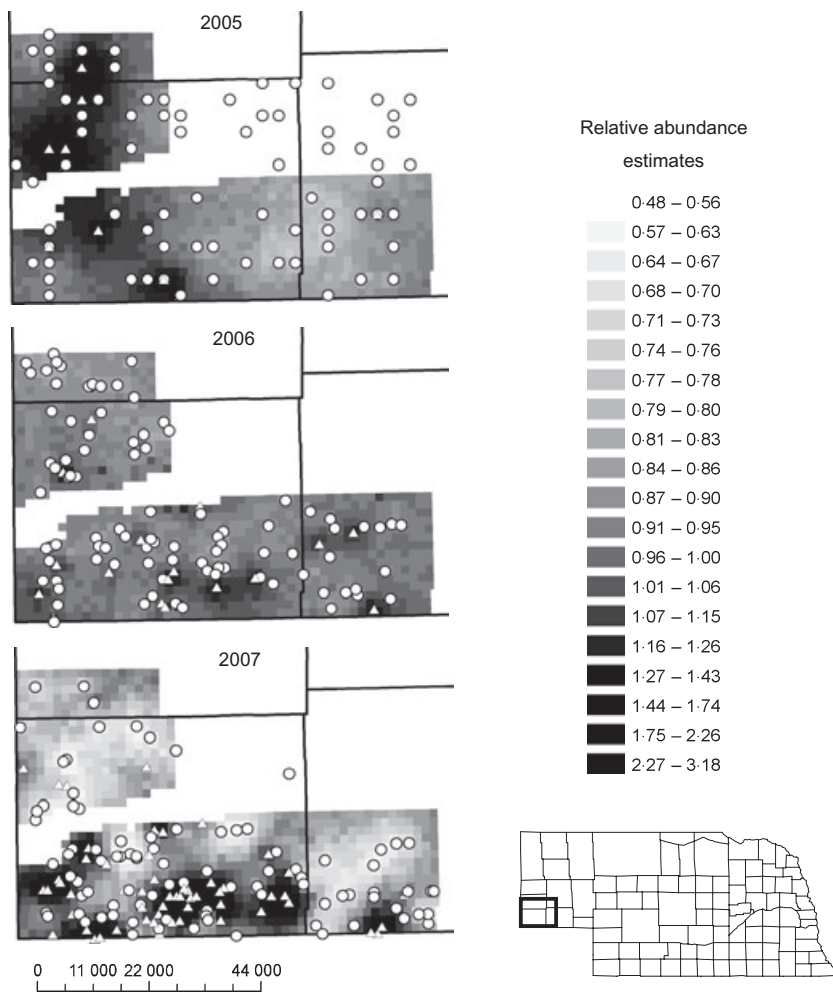 2005
Relative abundance
estimates
0·48 – 0·56
0·57 – 0·63
0·64 – 0·67
0·68 – 0·70
0·71 – 0·73
0·74 – 0·76
0·77 – 0·78
0·79 – 0·80
0·81 – 0·83
0·84 – 0·86
0·87 – 0·90
0·91 – 0·95
0·96 – 1·00
1·01 – 1·06
1·07 – 1·15
1·16 – 1·26
1·27 – 1·43
1·44 – 1·74
1·75 – 2·26
2·27 – 3·18
2006
2007
0 11 000 22 000 44 000